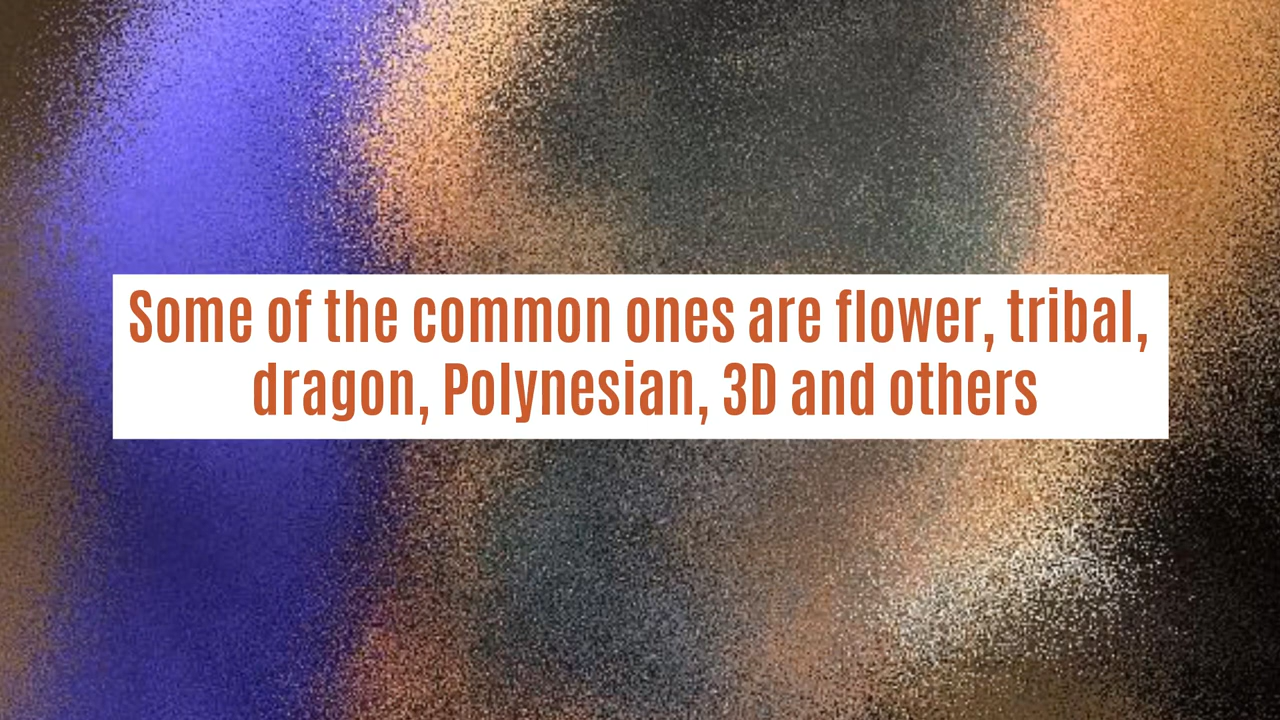 Some of the common ones are flower, tribal,
dragon, Polynesian, 3D and others